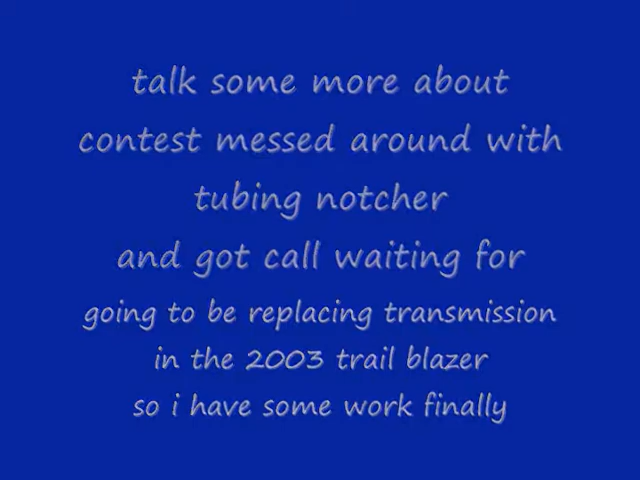 talk some more about
contest messed around with
tubing notcher
and got call waiting for
going to be replacing transmission
in the 2003 trail blazer
so i have some work finally